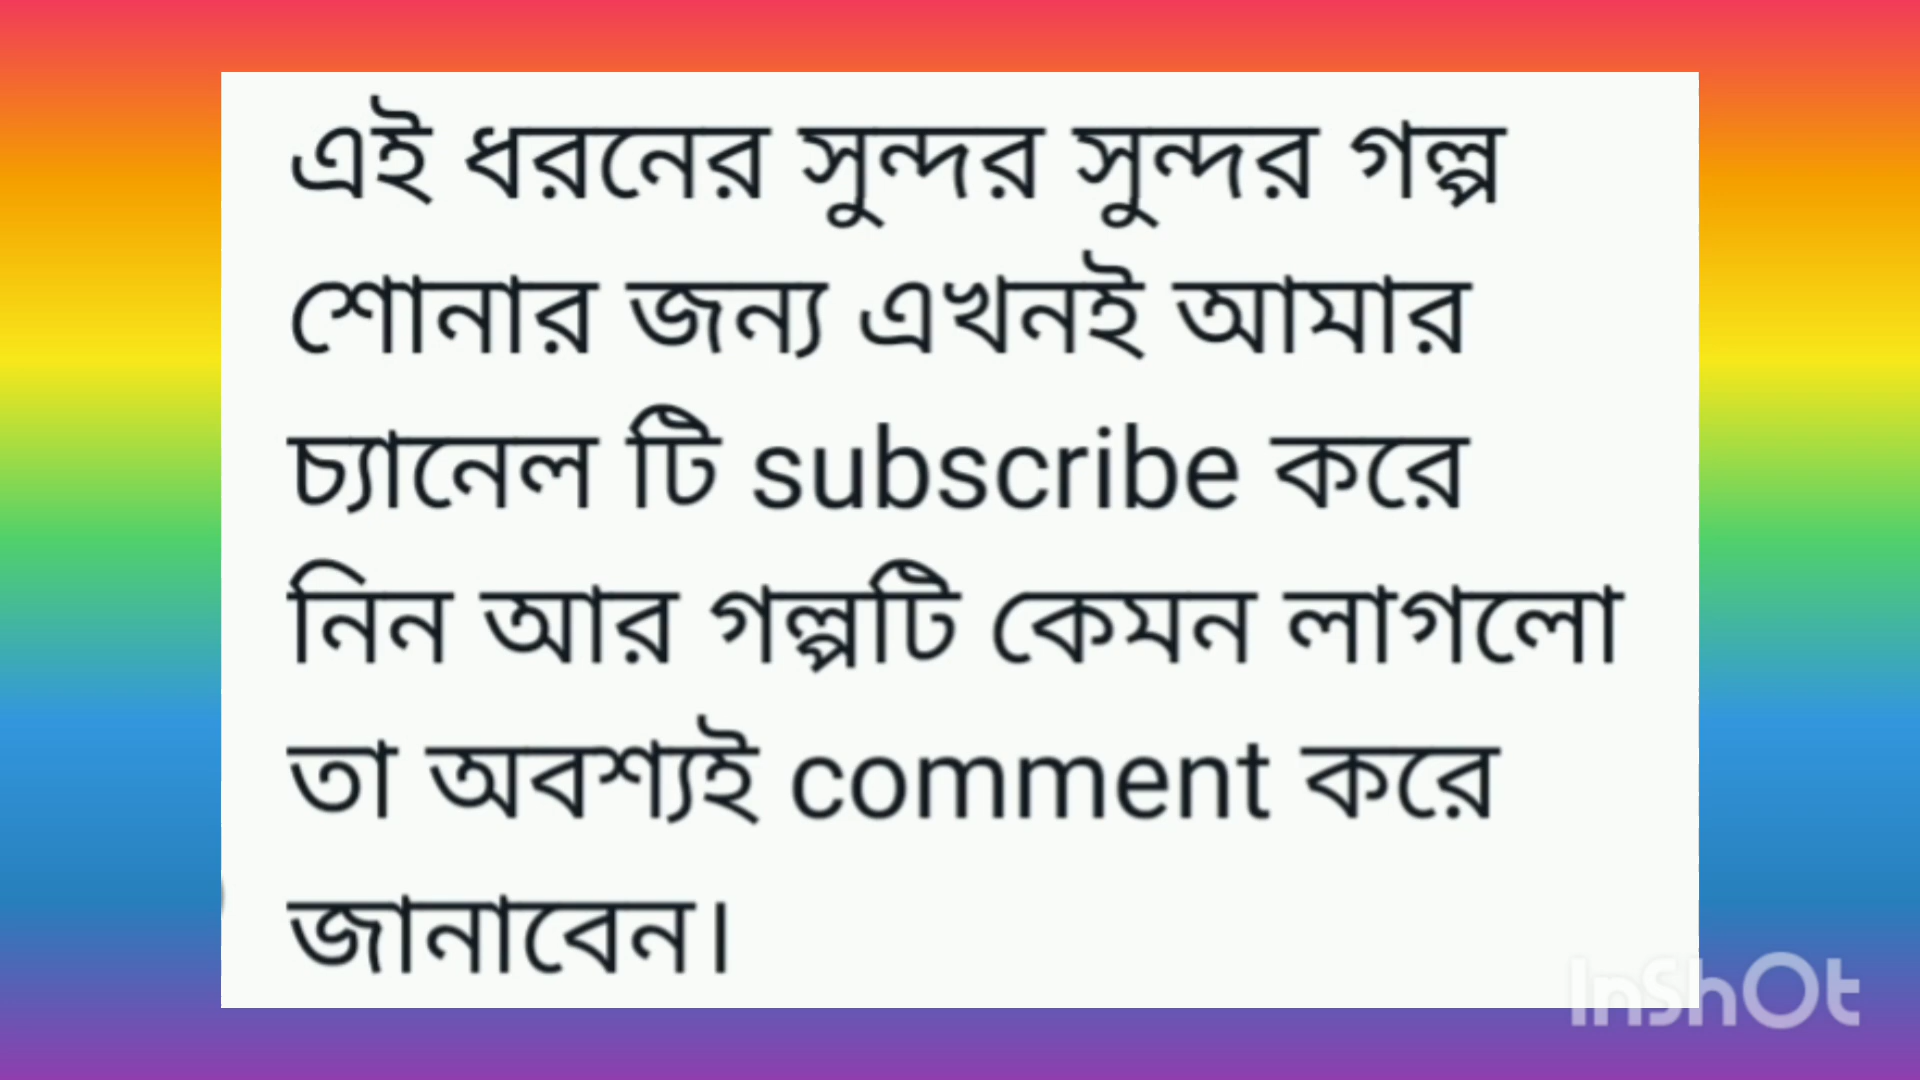 এই ধরনের সুন্দর সুন্দর গল্প
শোনার জন্য এখনই আমার
চ্যানেল টি subscribe করে
নিন আর গল্পটি কেমন লাগলো
তা অবশ্যই comment করে
জানাবেন।
InShOt